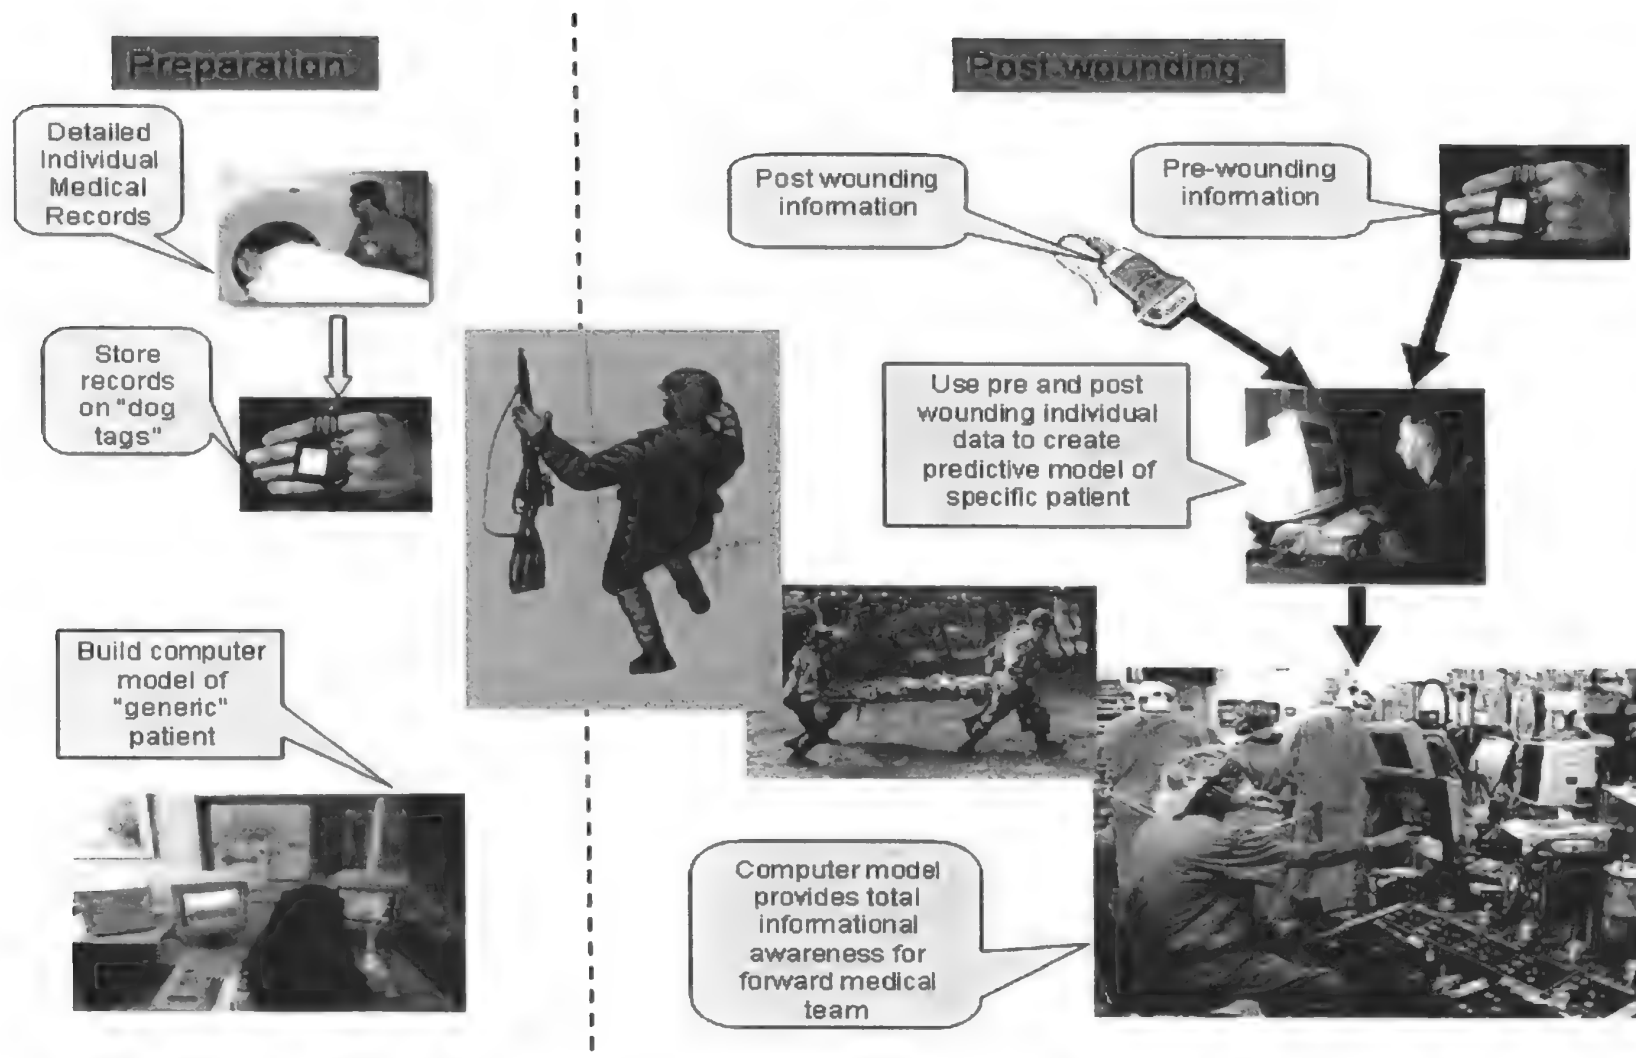 Preparation
Detailed
Individual
Medical
Records
Store
records
on "dog
tags"
Build computer
model of
"generic"
patient
Post-wounding
Post wounding
information
Pre-wounding
information
Use pre and post
wounding individual
data to create
predictive model of
specific patient
Computer model
provides total
informational
awareness for
forward medical
team